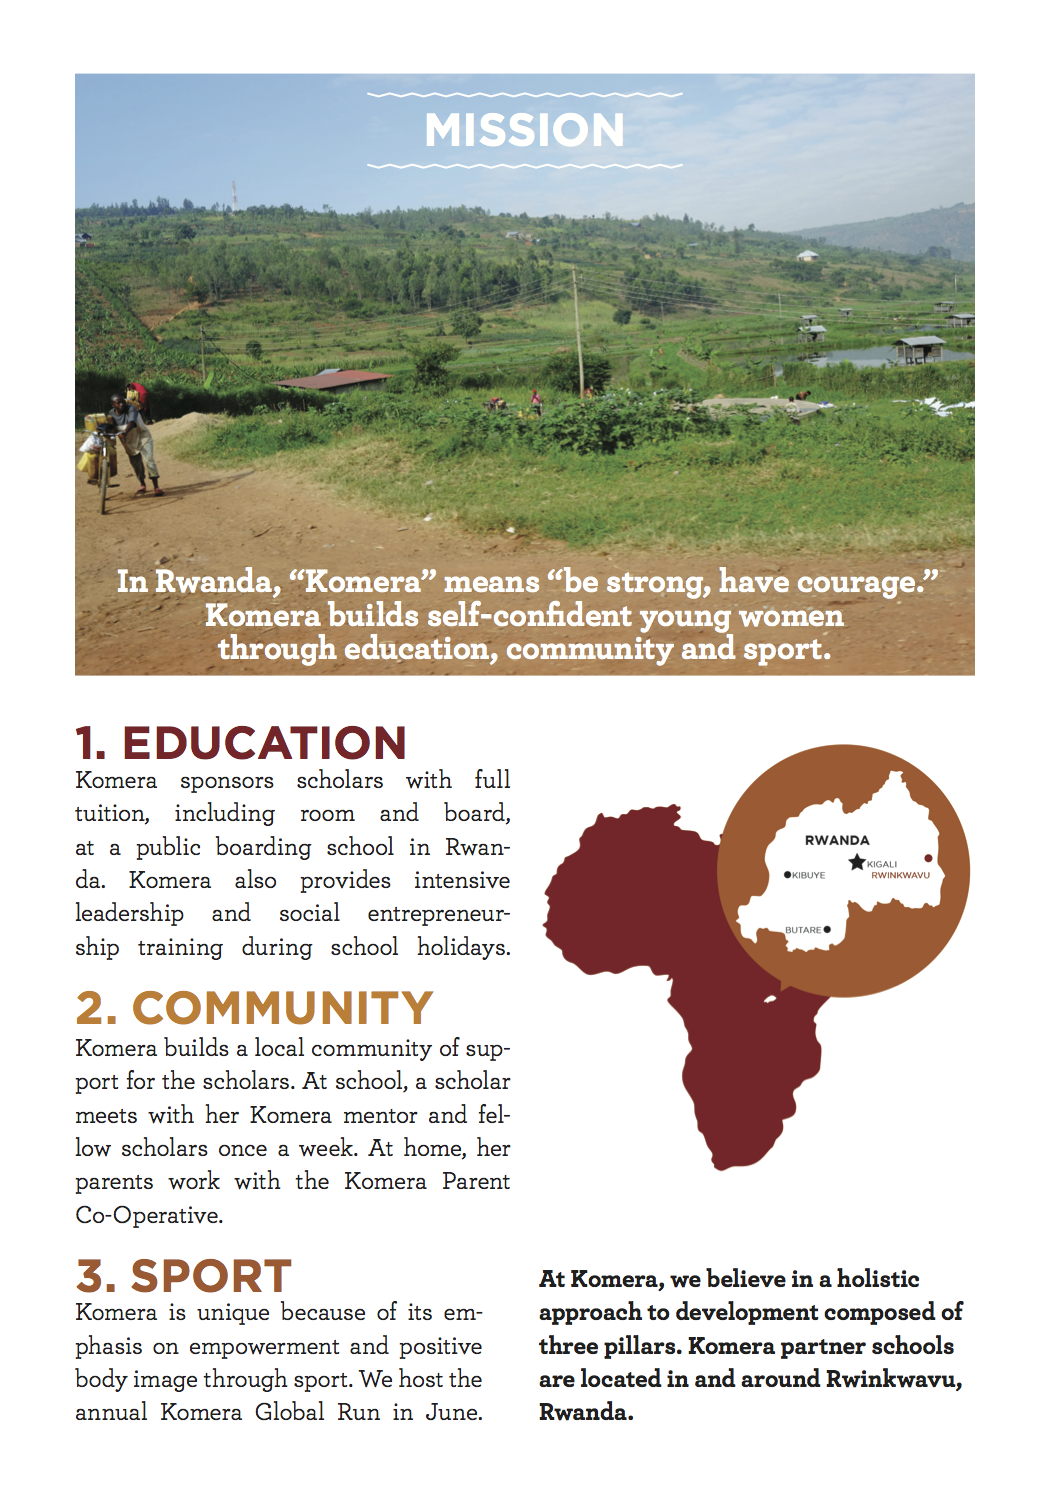 MISSION
In Rwanda, “Komera” means “be strong, have courage.”
Komera builds self-confident young women
through education, community and sport.
1. EDUCATION
Komera sponsors scholars with full
tuition, including room and board,
at a public boarding school in Rwan-
da. Komera also provides intensive
leadership and social entrepreneur-
ship training during school holidays.
2. COMMUNITY
Komera builds a local community of sup-
port for the scholars. At school, a scholar
meets with her Komera mentor and fel-
low scholars once a week. At home, her
parents work with the Komera Parent
Co-Operative.
3. SPORT
Komera is unique because of its em-
phasis on empowerment and positive
body image through sport. We host the
annual Komera Global Run in June.
RWANDA
KIGALI
KIBUYE
RWINKWAVU
BUTARE
At Komera, we believe in a holistic
approach to development composed of
three pillars. Komera partner schools
are located in and around Rwinkwavu,
Rwanda.